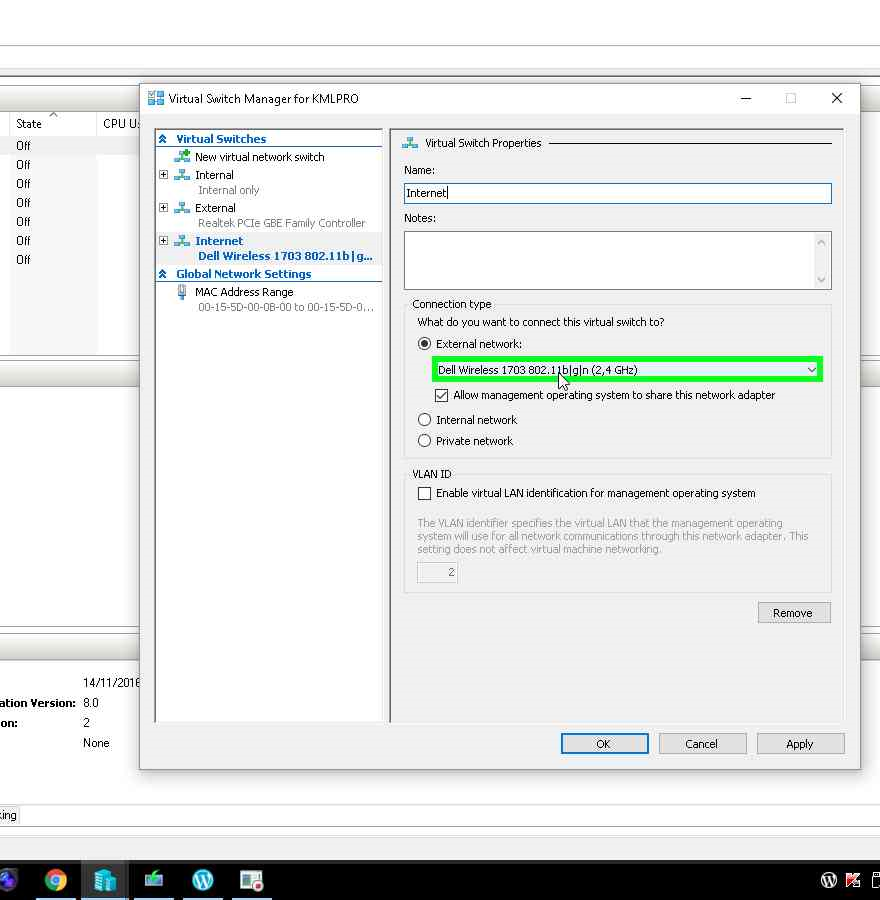 Virtual Switch Manager for KMLPRO
State
CPU U
Off
Off
Off
Off
Off
Off
Off
Virtual Switches
New virtual network switch
Internal
Internal only
External
Realtek PCIe GBE Family Controller
Internet
Dell Wireless 1703 802.11b|g...
Global Network Settings
MAC Address Range
00-15-5D-00-0B-00 to 00-15-5D-0...
Virtual Switch Properties
Name:
Internet
Notes:
Connection type
What do you want to connect this virtual switch to?
External network:
Dell Wireless 1703 802.11b|g|n (2,4 GHz)
Allow management operating system to share this network adapter
Internal network
Private network
VLAN ID
Enable virtual LAN identification for management operating system
The VLAN identifier specifies the virtual LAN that the management operating
system will use for all network communications through this network adapter. This
setting does not affect virtual machine networking.
2
Remove
OK
Cancel
Apply
14/11/2016
ation Version: 8.0
on: 2
None
king